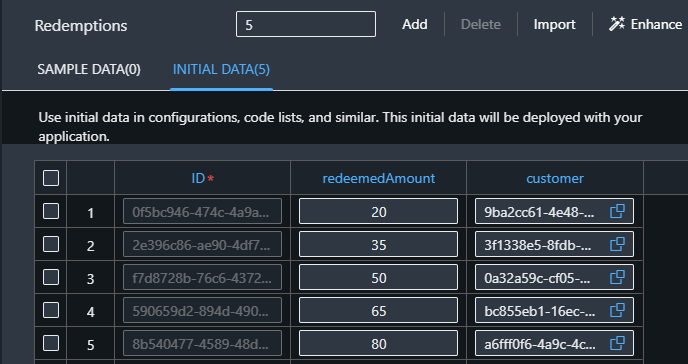 Redemptions 5 Add Delete Import Enhance
SAMPLE DATA(0) INITIAL DATA(5)
Use initial data in configurations, code lists, and similar. This initial data will be deployed with your
application.
ID* redeemedAmount customer
1 0f5bc946-474c-4a9a... 20 9ba2cc61-4e48-...
2 2e396c86-ae90-4df7... 35 3f1338e5-8fdb-...
3 f7d8728b-76c6-4372... 50 0a32a59c-cf05-...
4 590659d2-894d-490... 65 bc855eb1-16ec-...
5 8b540477-4589-48d... 80 a6fff0f6-4a9c-4c...